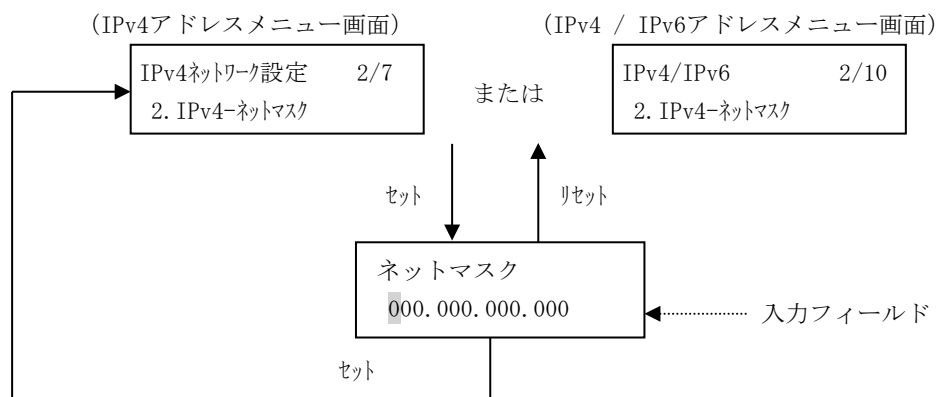 (IPv4アドレスメニュー画面)
(IPv4 / IPv6アドレスメニュー画面)
IPv4ﾈｯﾄﾜｰｸ設定 2/7
2. IPv4-ﾈｯﾄﾏｽｸ
または
IPv4/IPv6 2/10
2. IPv4-ﾈｯﾄﾏｽｸ
ｾｯﾄ
ﾘｾｯﾄ
ネットマスク
000.000.000.000
入力フィールド
ｾｯﾄ